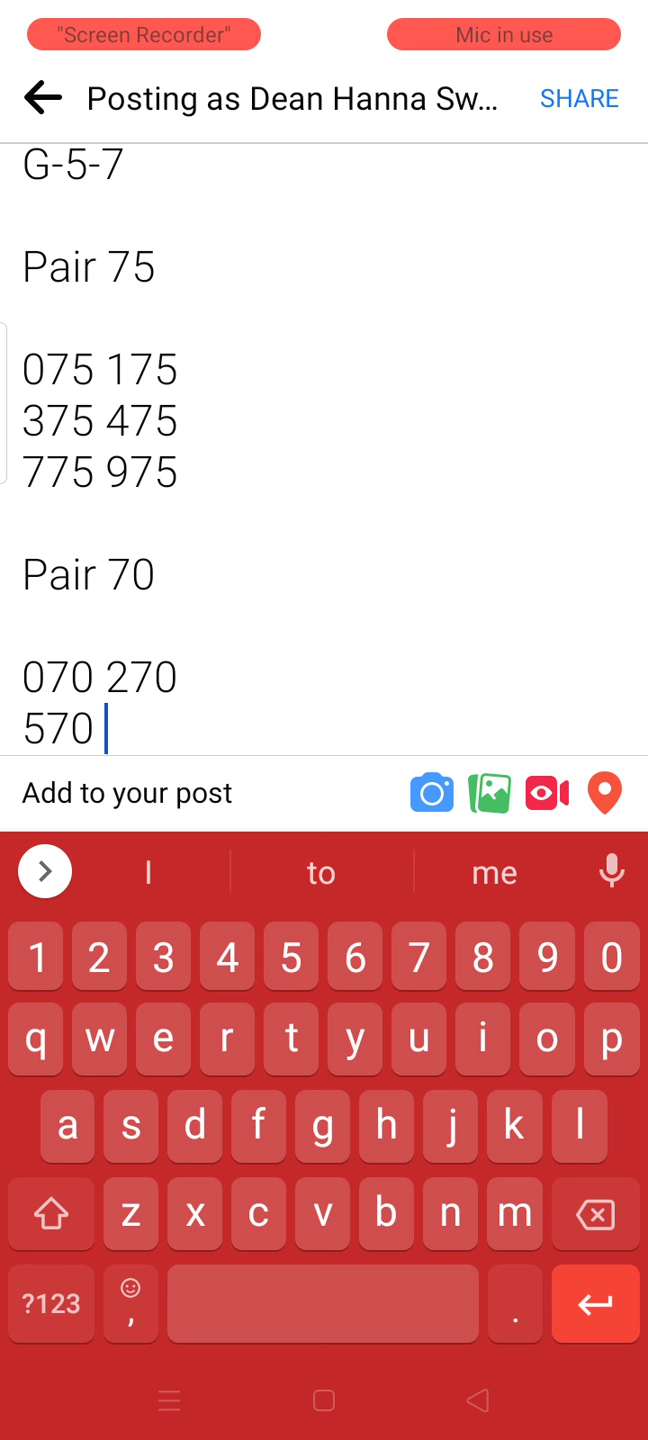 "Screen Recorder"
Mic in use
Posting as Dean Hanna Sw...
SHARE
G-5-7
Pair 75
075 175
375 475
775 975
Pair 70
070 270
570
Add to your post
I
to
me
1 2 3 4 5 6 7 8 9 0
q w e r t y u i o p
a s d f g h j k l
z x c v b n m
?123 , .